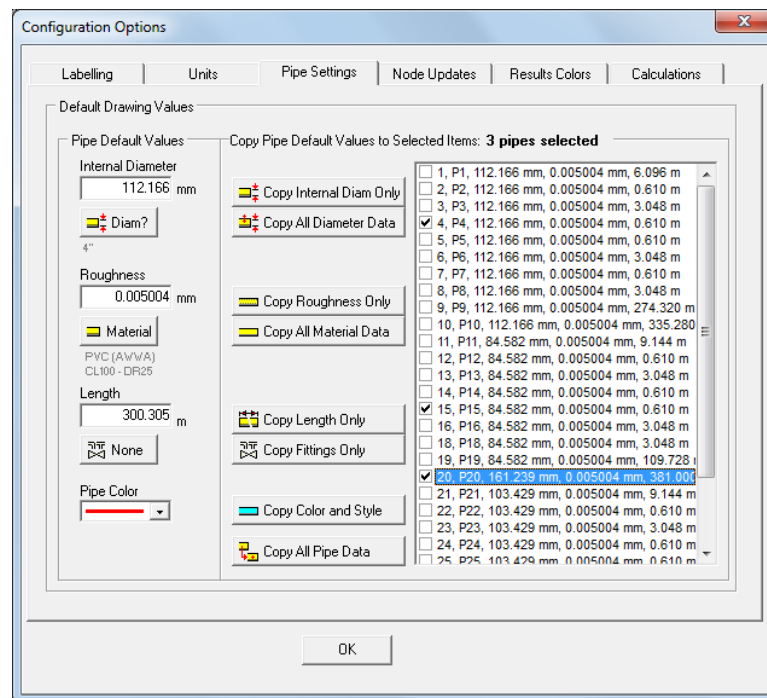 Configuration Options
x
Labelling
Units
Pipe Settings
Node Updates
Results Colors
Calculations
Default Drawing Values
Pipe Default Values
Internal Diameter
112.166 mm
Diam?
4"
Roughness
0.005004 mm
Material
PVC (AWWA)
CL100 - DR25
Length
300.305 m
None
Pipe Color
Copy Pipe Default Values to Selected Items: 3 pipes selected
Copy Internal Diam Only
Copy All Diameter Data
Copy Roughness Only
Copy All Material Data
Copy Length Only
Copy Fittings Only
Copy Color and Style
Copy All Pipe Data
1, P1, 112.166 mm, 0.005004 mm, 6.096 m
2, P2, 112.166 mm, 0.005004 mm, 0.610 m
3, P3, 112.166 mm, 0.005004 mm, 3.048 m
4, P4, 112.166 mm, 0.005004 mm, 0.610 m
5, P5, 112.166 mm, 0.005004 mm, 0.610 m
6, P6, 112.166 mm, 0.005004 mm, 3.048 m
7, P7, 112.166 mm, 0.005004 mm, 0.610 m
8, P8, 112.166 mm, 0.005004 mm, 3.048 m
9, P9, 112.166 mm, 0.005004 mm, 274.320 m
10, P10, 112.166 mm, 0.005004 mm, 335.280
11, P11, 84.582 mm, 0.005004 mm, 9.144 m
12, P12, 84.582 mm, 0.005004 mm, 0.610 m
13, P13, 84.582 mm, 0.005004 mm, 3.048 m
14, P14, 84.582 mm, 0.005004 mm, 0.610 m
15, P15, 84.582 mm, 0.005004 mm, 0.610 m
16, P16, 84.582 mm, 0.005004 mm, 3.048 m
18, P18, 84.582 mm, 0.005004 mm, 3.048 m
19, P19, 84.582 mm, 0.005004 mm, 109.728
20, P20, 161.239 mm, 0.005004 mm, 381.000
21, P21, 103.429 mm, 0.005004 mm, 9.144 m
22, P22, 103.429 mm, 0.005004 mm, 0.610 m
23, P23, 103.429 mm, 0.005004 mm, 3.048 m
24, P24, 103.429 mm, 0.005004 mm, 0.610 m
25, P25, 103.429 mm, 0.005004 mm, 0.610 m
OK